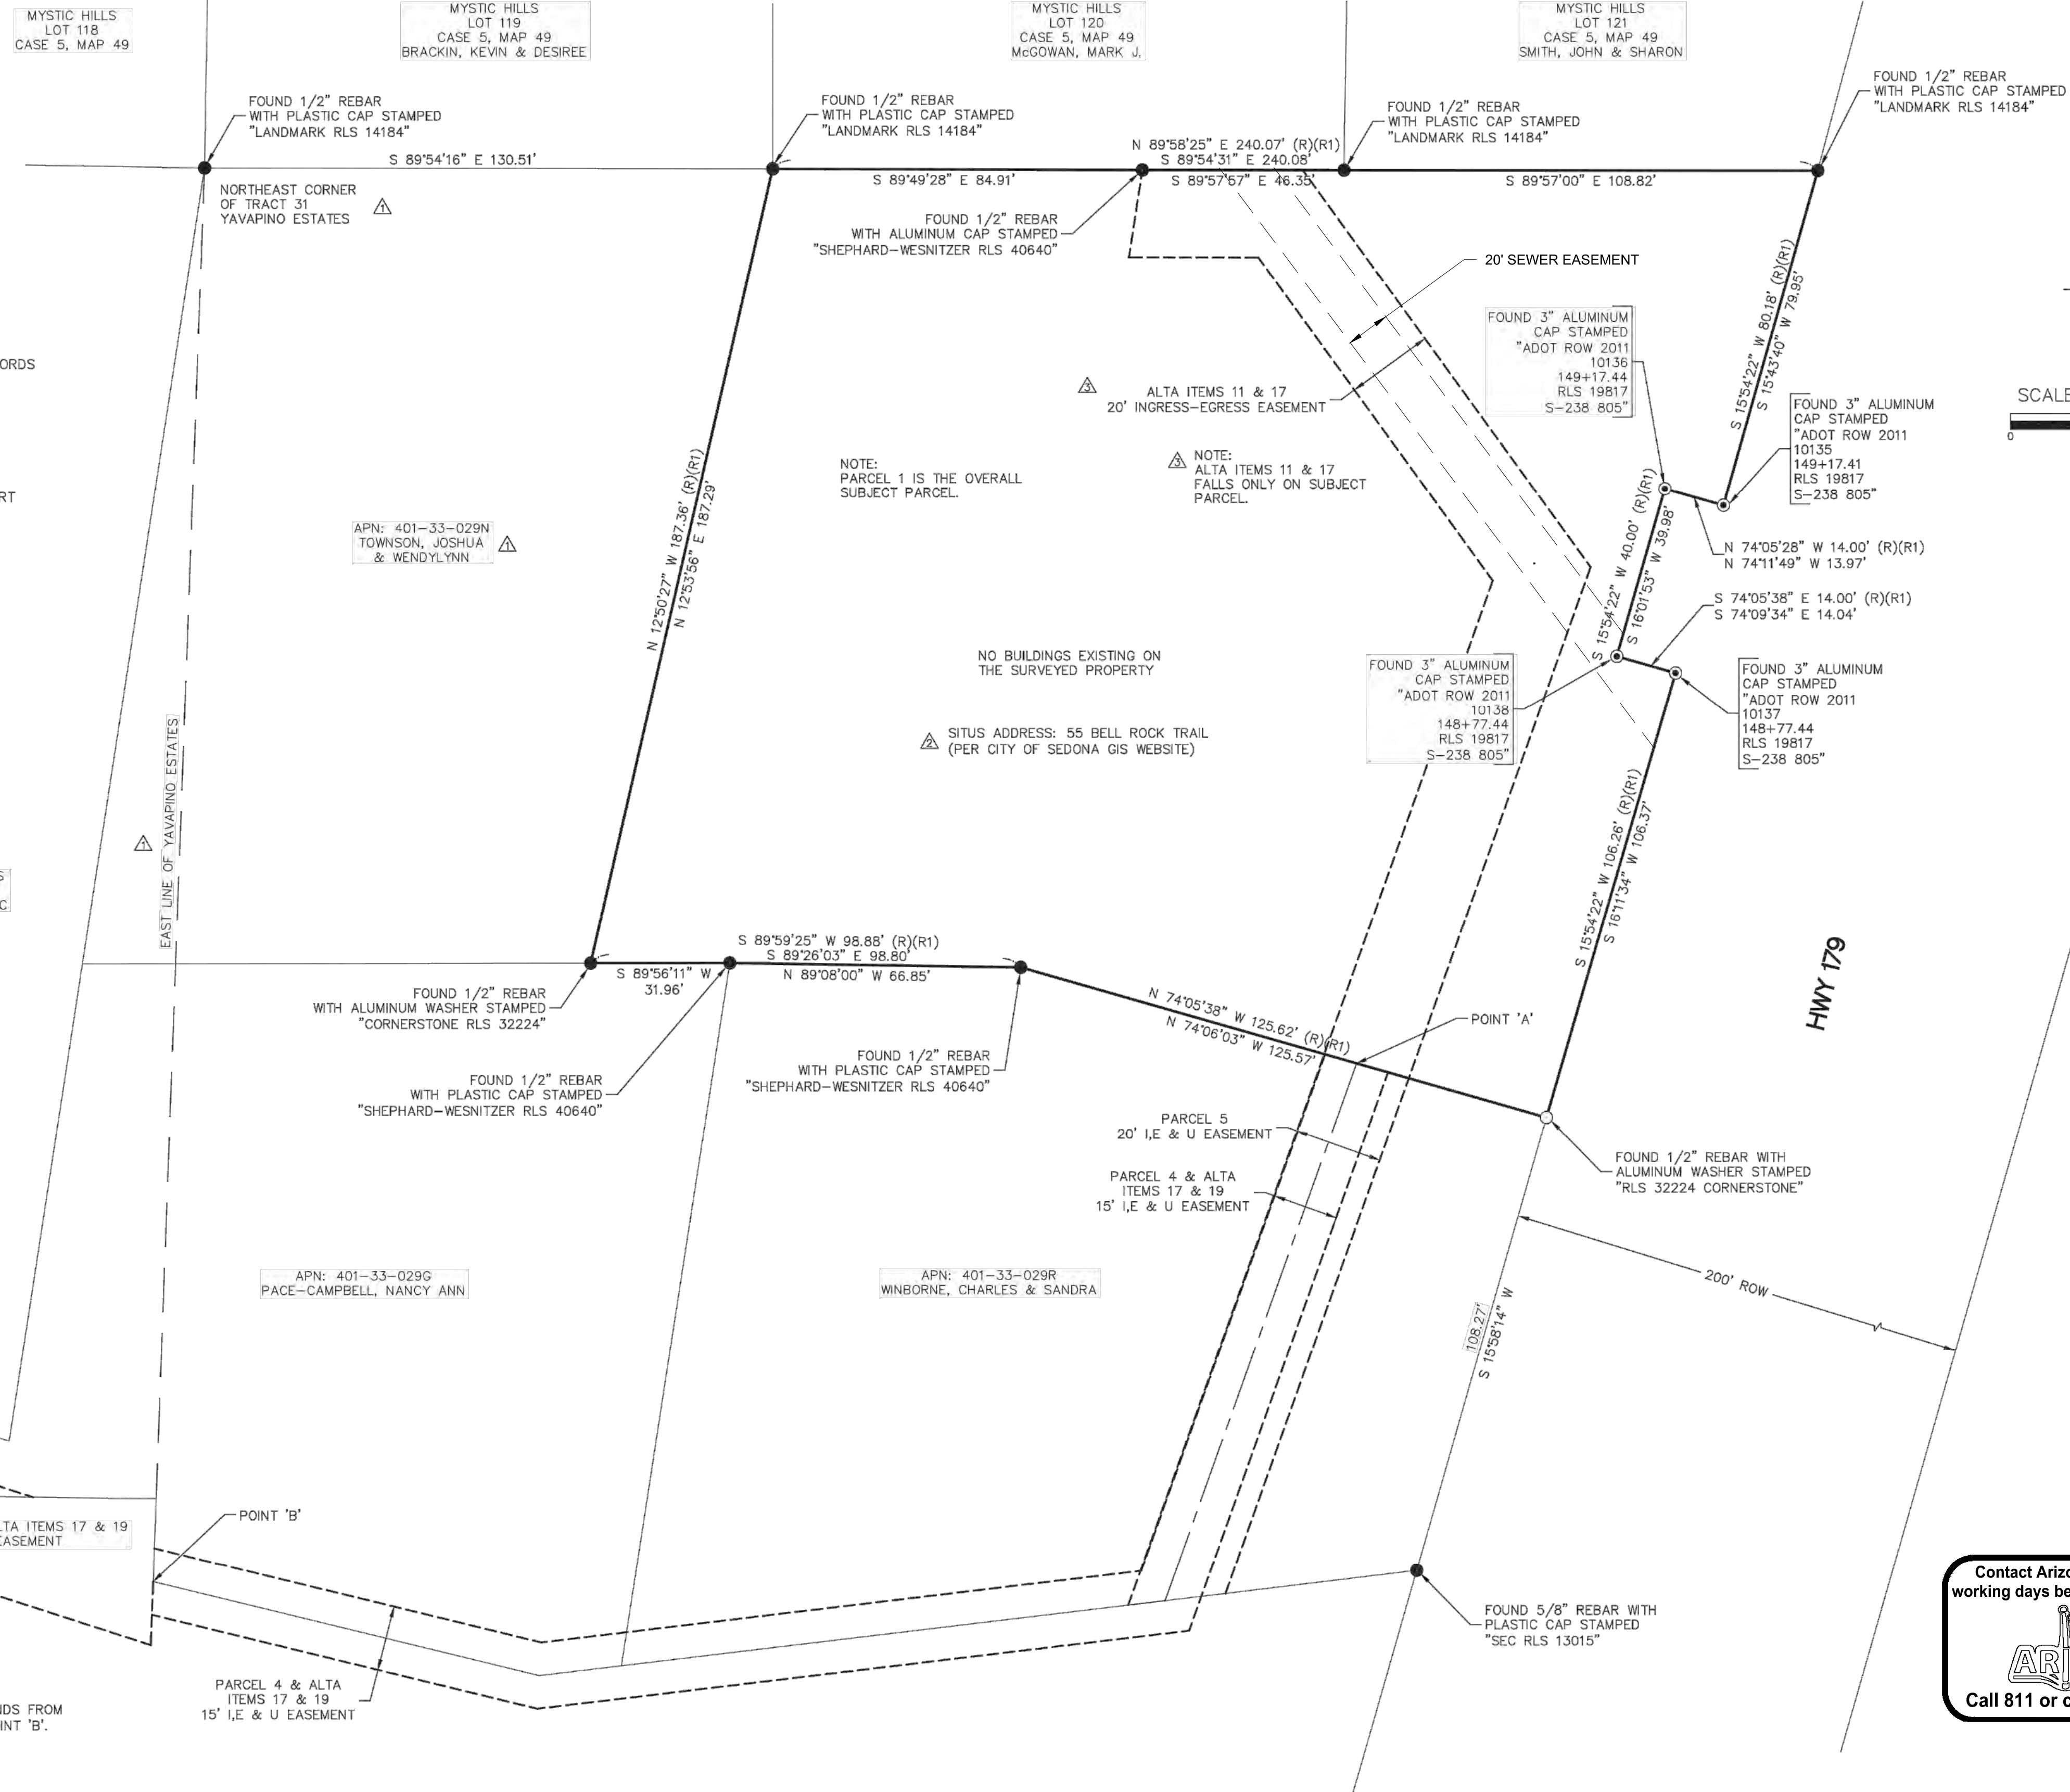 MYSTIC HILLS
LOT 118
CASE 5, MAP 49
MYSTIC HILLS
LOT 119
CASE 5, MAP 49
BRACKIN, KEVIN & DESIREE
MYSTIC HILLS
LOT 120
CASE 5, MAP 49
McGOWAN, MARK J.
MYSTIC HILLS
LOT 121
CASE 5, MAP 49
SMITH, JOHN & SHARON
FOUND 1/2" REBAR
WITH PLASTIC CAP STAMPED
"LANDMARK RLS 14184"
FOUND 1/2" REBAR
WITH PLASTIC CAP STAMPED
"LANDMARK RLS 14184"
FOUND 1/2" REBAR
WITH PLASTIC CAP STAMPED
"LANDMARK RLS 14184"
FOUND 1/2" REBAR
WITH PLASTIC CAP STAMPED
"LANDMARK RLS 14184"
S 89°54'16" E 130.51'
N 89°58'25" E 240.07' (R)(R1)
S 89°54'31" E 240.08'
S 89°49'28" E 84.91'
S 89°57'57" E 46.35'
S 89°57'00" E 108.82'
NORTHEAST CORNER
OF TRACT 31
YAVAPINO ESTATES
1
FOUND 1/2" REBAR
WITH ALUMINUM CAP STAMPED
"SHEPHARD-WESNITZER RLS 40640"
20' SEWER EASEMENT
S 15°54'22" W 80.18' (R)(R1)
S 15°43'40" W 79.95'
FOUND 3" ALUMINUM
CAP STAMPED
"ADOT ROW 2011
10136
149+17.44
RLS 19817
S-238 805"
ORDS
3
ALTA ITEMS 11 & 17
20' INGRESS-EGRESS EASEMENT
FOUND 3" ALUMINUM
CAP STAMPED
"ADOT ROW 2011
10135
149+17.41
RLS 19817
S-238 805"
SCALE
0
NOTE:
PARCEL 1 IS THE OVERALL
SUBJECT PARCEL.
3
NOTE:
ALTA ITEMS 11 & 17
FALLS ONLY ON SUBJECT
PARCEL.
RT
N 12°50'27" W 187.36' (R)(R1)
N 12°53'56" E 187.29'
APN: 401-33-029N
TOWNSON, JOSHUA
& WENDYLYNN
1
S 15°54'22" W 40.00' (R)(R1)
S 16°01'53" W 39.98'
N 74°05'28" W 14.00' (R)(R1)
N 74°11'49" W 13.97'
S 74°05'38" E 14.00' (R)(R1)
S 74°09'34" E 14.04'
NO BUILDINGS EXISTING ON
THE SURVEYED PROPERTY
FOUND 3" ALUMINUM
CAP STAMPED
"ADOT ROW 2011
10138
148+77.44
RLS 19817
S-238 805"
FOUND 3" ALUMINUM
CAP STAMPED
"ADOT ROW 2011
10137
148+77.44
RLS 19817
S-238 805"
2
SITUS ADDRESS: 55 BELL ROCK TRAIL
(PER CITY OF SEDONA GIS WEBSITE)
1
EAST LINE OF YAVAPINO ESTATES
S 15°54'22" W 106.26' (R)(R1)
S 16°11'34" W 106.37'
C
HWY 179
S 89°59'25" W 98.88' (R)(R1)
S 89°26'03" E 98.80'
S 89°56'11" W
31.96'
N 89°08'00" W 66.85'
FOUND 1/2" REBAR
WITH ALUMINUM WASHER STAMPED
"CORNERSTONE RLS 32224"
N 74°05'38" W 125.62' (R)(R1)
N 74°06'03" W 125.57'
POINT 'A'
FOUND 1/2" REBAR
WITH PLASTIC CAP STAMPED
"SHEPHARD-WESNITZER RLS 40640"
FOUND 1/2" REBAR
WITH PLASTIC CAP STAMPED
"SHEPHARD-WESNITZER RLS 40640"
PARCEL 5
20' I,E & U EASEMENT
PARCEL 4 & ALTA
ITEMS 17 & 19
15' I,E & U EASEMENT
FOUND 1/2" REBAR WITH
ALUMINUM WASHER STAMPED
"RLS 32224 CORNERSTONE"
APN: 401-33-029G
PACE-CAMPBELL, NANCY ANN
APN: 401-33-029R
WINBORNE, CHARLES & SANDRA
200' ROW
108.27'
S 15°58'14" W
POINT 'B'
LTA ITEMS 17 & 19
EASEMENT
FOUND 5/8" REBAR WITH
PLASTIC CAP STAMPED
"SEC RLS 13015"
PARCEL 4 & ALTA
ITEMS 17 & 19
15' I,E & U EASEMENT
NDS FROM
INT 'B'.
Contact Arizo
working days be
ARI
Call 811 or c